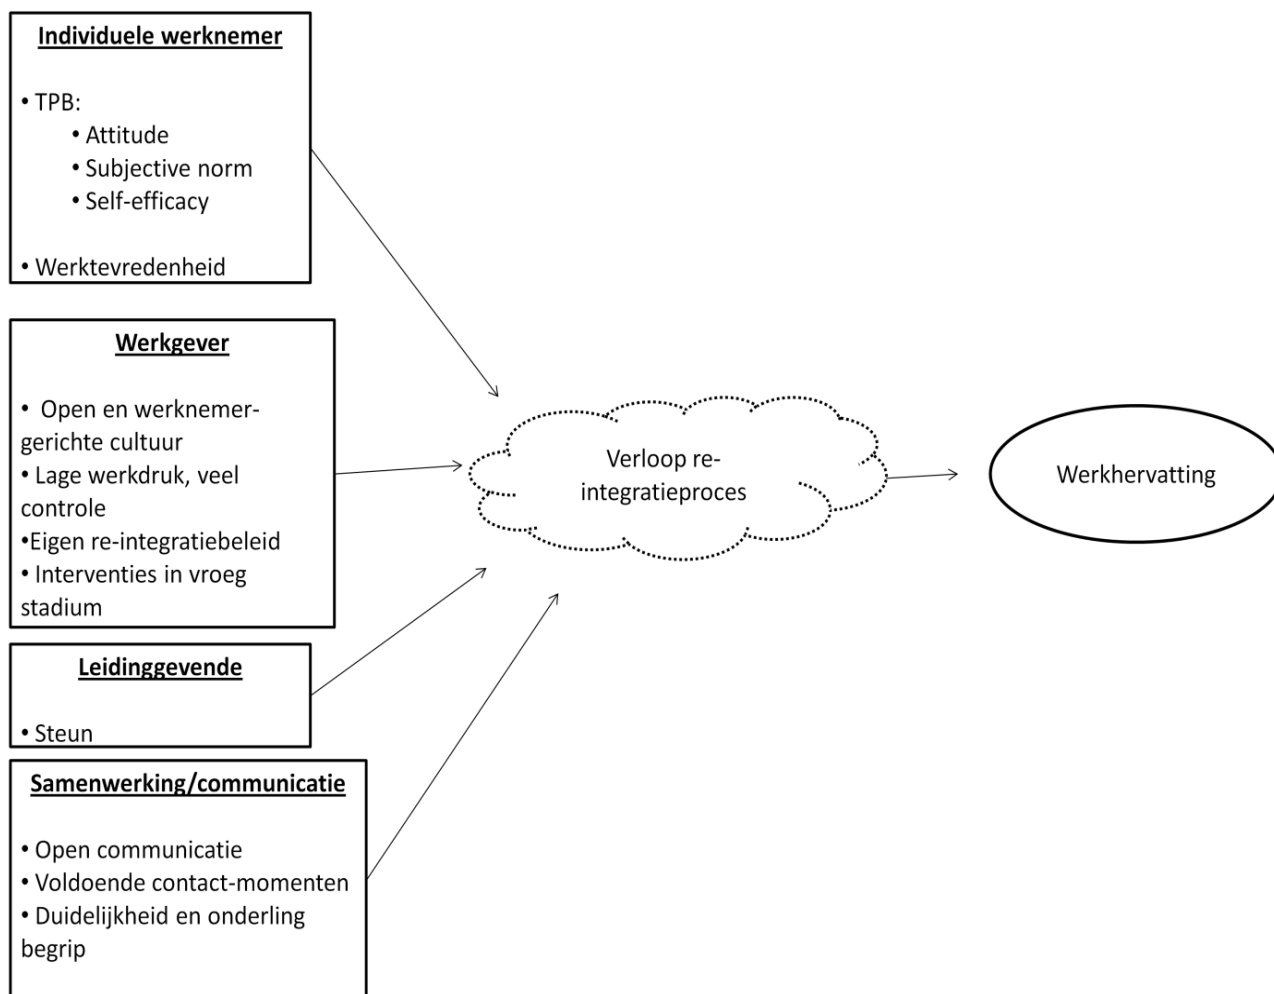 Individuele werknemer
• TPB:
• Attitude
• Subjective norm
• Self-efficacy
• Werktevredenheid
Werkgever
• Open en werknemer-
gerichte cultuur
• Lage werkdruk, veel
controle
•Eigen re-integratiebeleid
• Interventies in vroeg
stadium
Leidinggevende
• Steun
Samenwerking/communicatie
• Open communicatie
• Voldoende contact-momenten
• Duidelijkheid en onderling
begrip
Verloop re-
integratieproces
Werkhervatting